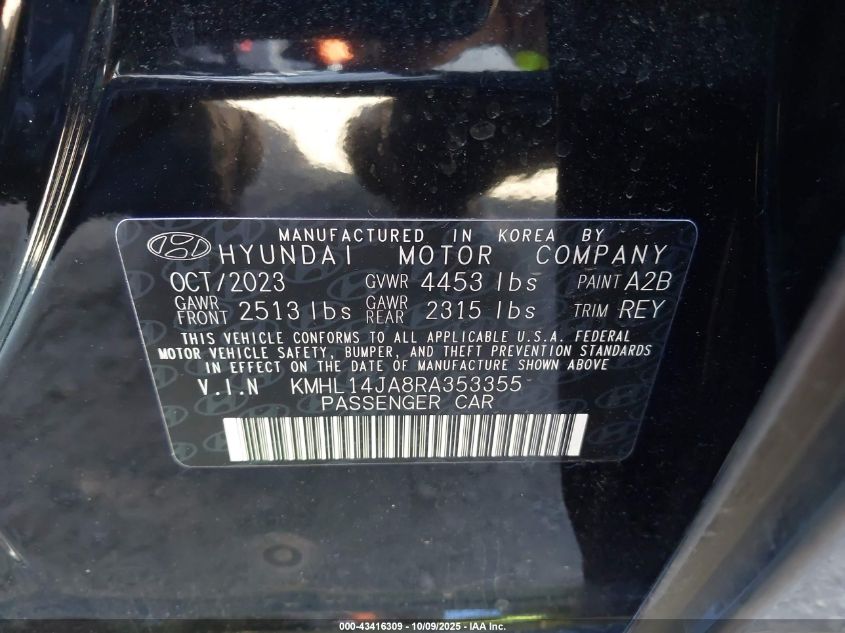 MANUFACTURED IN KOREA BY
HYUNDAI MOTOR COMPANY
OCT/2023 GVWR 4453 lbs PAINT A2B
GAWR FRONT 2513 lbs GAWR REAR 2315 lbs TRIM REY
THIS VEHICLE CONFORMS TO ALL APPLICABLE U.S.A. FEDERAL
MOTOR VEHICLE SAFETY, BUMPER, AND THEFT PREVENTION STANDARDS
IN EFFECT ON THE DATE OF MANUFACTURE SHOWN ABOVE
V.I.N KMHL14JA8RA353355
PASSENGER CAR
000-43416309 - 10/09/2025 - IAA Inc.